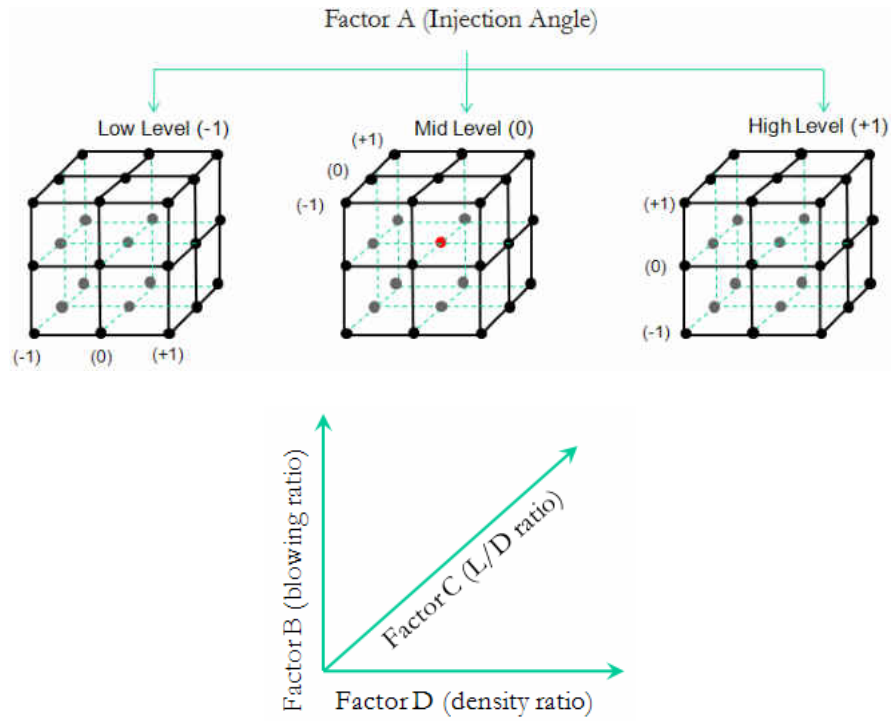 Factor A (Injection Angle)
Low Level (-1)
Mid Level (0)
High Level (+1)
(+1)
(0)
(-1)
(+1)
(0)
(-1)
(-1)
(0)
(+1)
Factor B (blowing ratio)
Factor C (L/D ratio)
Factor D (density ratio)